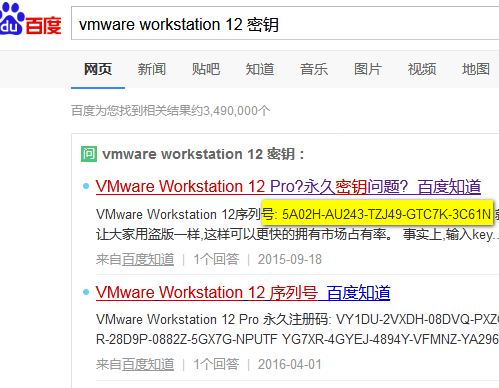 du 百度
vmware workstation 12 密钥
网页 新闻 贴吧 知道 音乐 图片 视频 地图
百度为您找到相关结果约3,490,000个
问 vmware workstation 12 密钥：
VMware Workstation 12 Pro?永久密钥问题? 百度知道
VMware Workstation 12序列号: 5A02H-AU243-TZJ49-GTC7K-3C61N
让大家用盗版一样,这样可以更快的拥有市场占有率。 事实上,输入key...
来自百度知道 | 1个回答 | 2015-09-18
VMware Workstation 12 序列号 百度知道
VMware Workstation 12 Pro 永久注册码: VY1DU-2VXDH-08DVQ-PXZ
R-28D9P-0882Z-5GX7G-NPUTF YG7XR-4GYEJ-4894Y-VFMNZ-YA296
来自百度知道 | 1个回答 | 2016-04-01